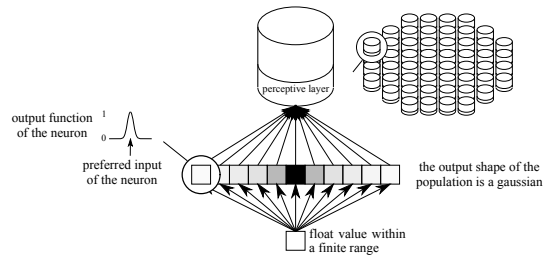 perceptive layer
output function
of the neuron
1
0
preferred input
of the neuron
the output shape of the
population is a gaussian
float value within
a finite range